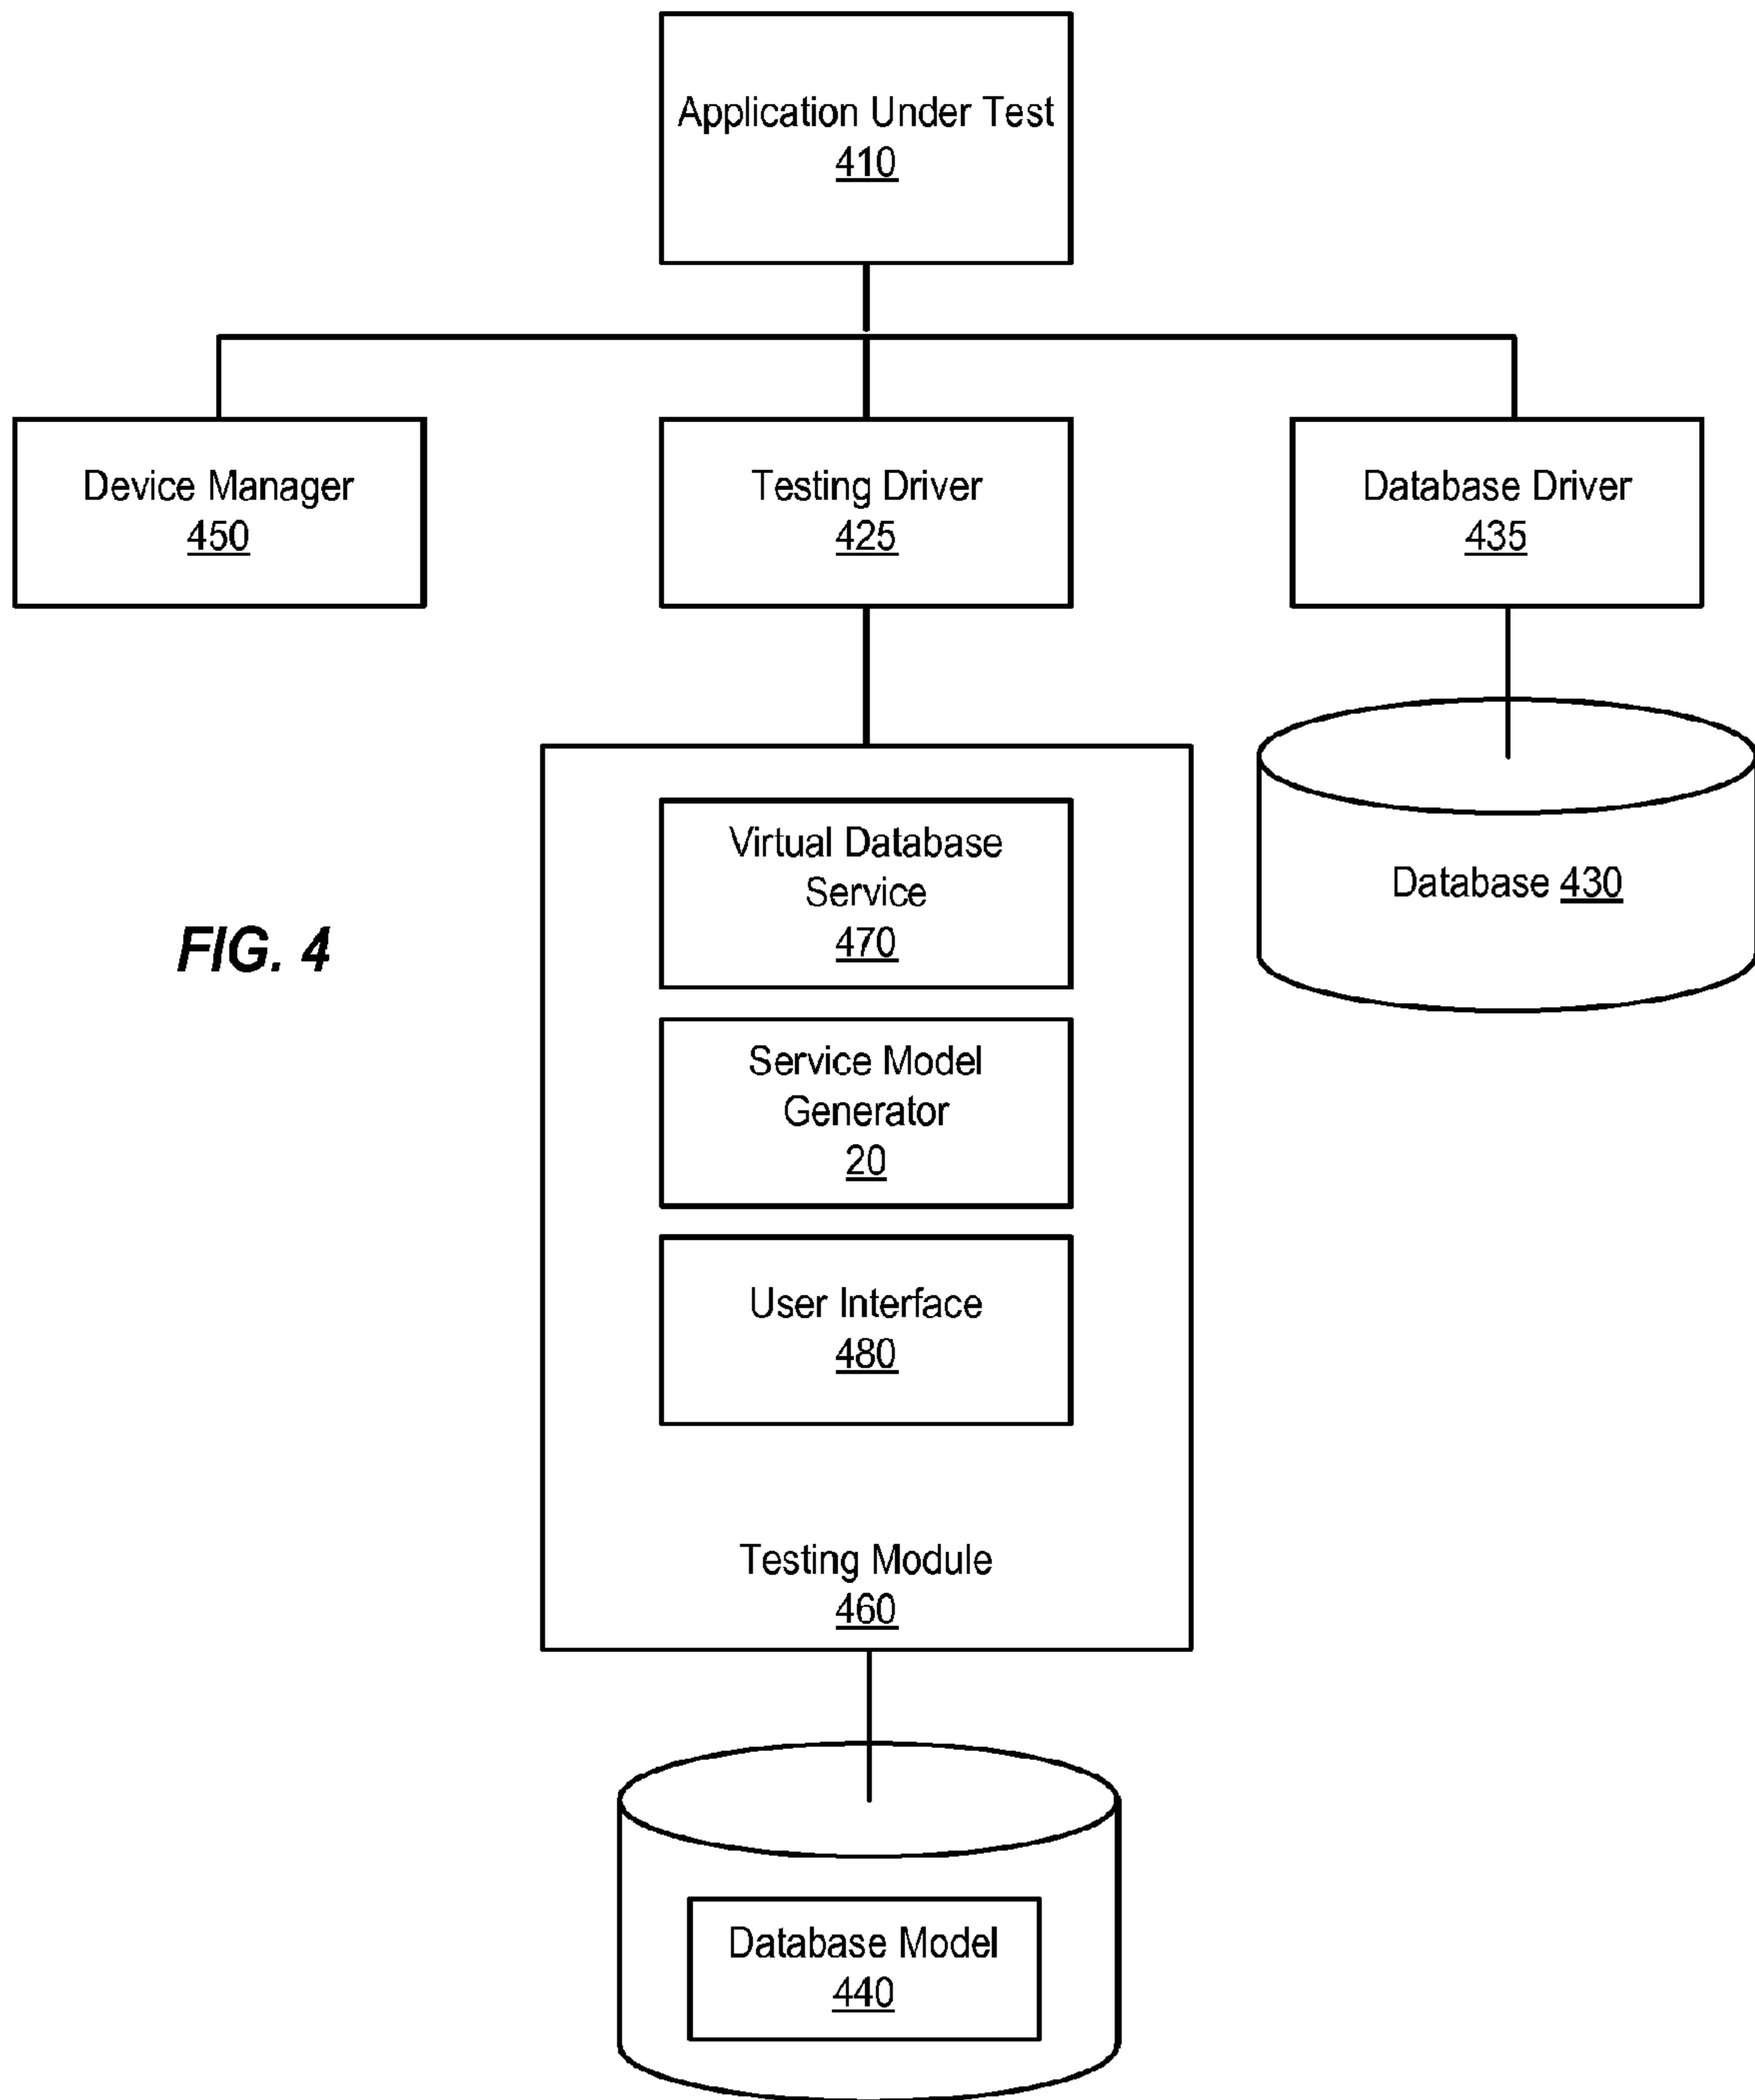 Application Under Test
410
Device Manager
450
Testing Driver
425
Database Driver
435
Virtual Database
Service
470
Database 430
FIG. 4
Service Model
Generator
20
User Interface
480
Testing Module
460
Database Model
440